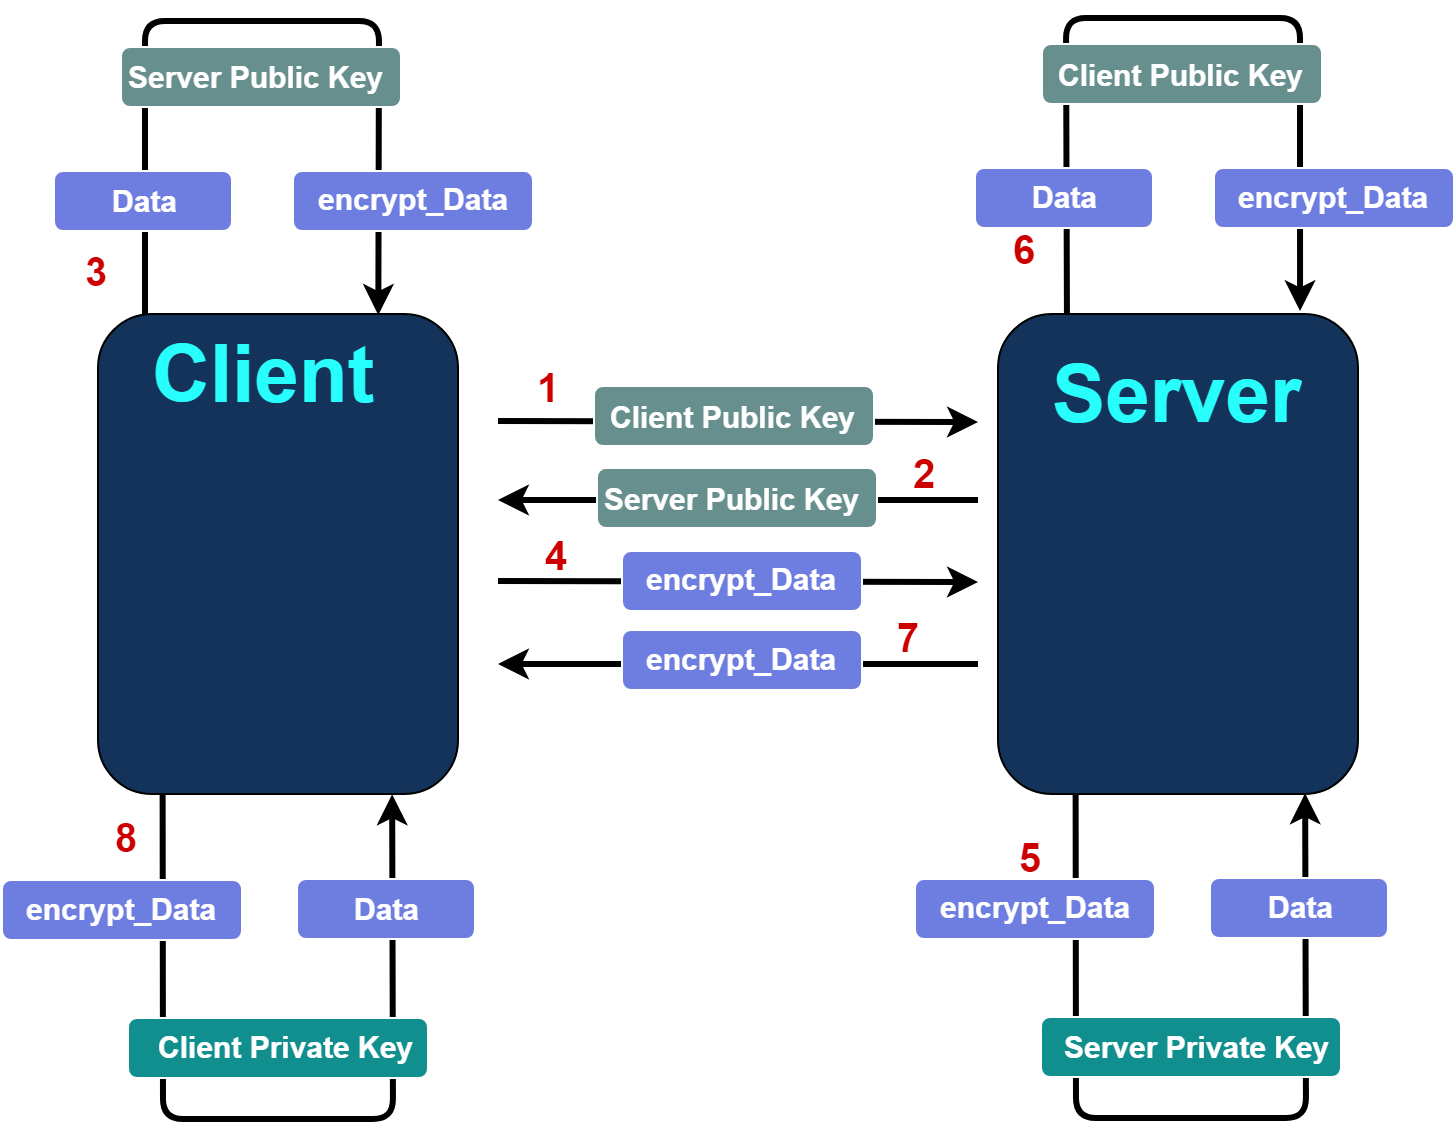 Server Public Key
Client Public Key
Data
encrypt_Data
Data
encrypt_Data
3
6
Client
Server
1
Client Public Key
2
Server Public Key
4
encrypt_Data
7
encrypt_Data
8
5
encrypt_Data
Data
encrypt_Data
Data
Client Private Key
Server Private Key